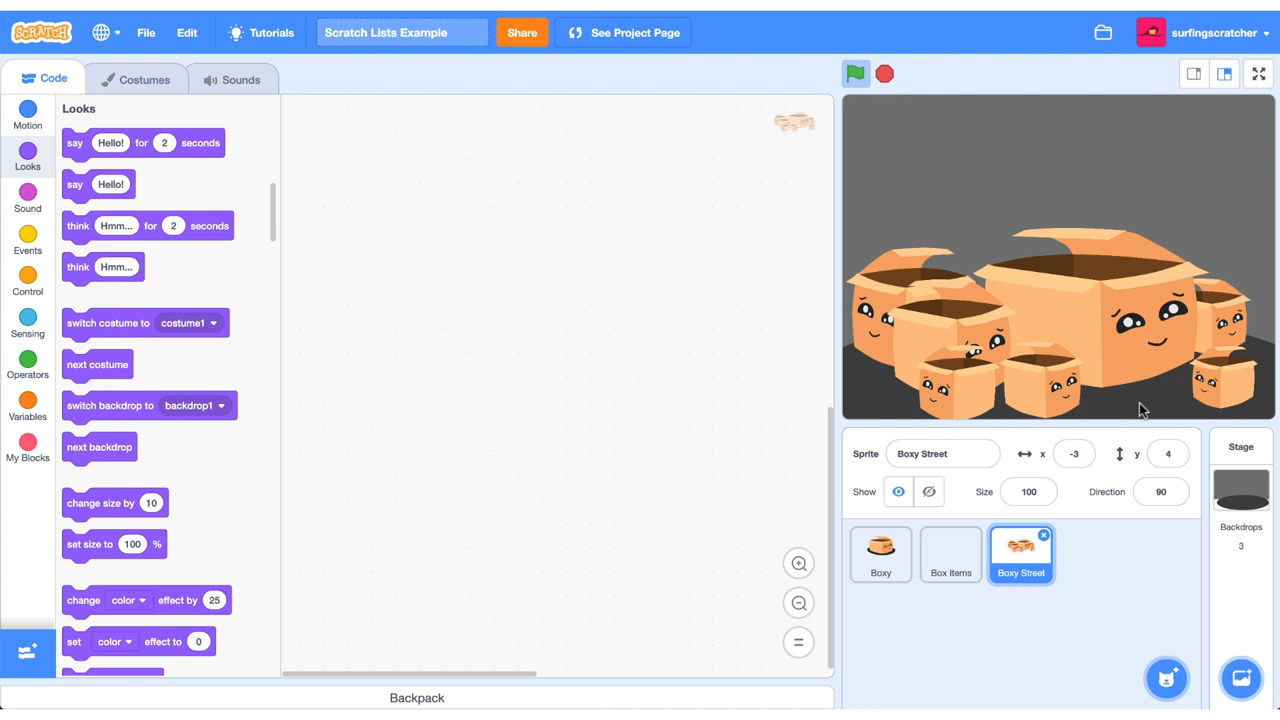 SCRATCH File Edit Tutorials Scratch Lists Example Share See Project Page surfingscratcher
Code Costumes Sounds
Motion
Looks
Sound
Events
Control
Sensing
Operators
Variables
My Blocks
Looks
say Hello! for 2 seconds
say Hello!
think Hmm... for 2 seconds
think Hmm...
switch costume to costume1
next costume
switch backdrop to backdrop1
next backdrop
change size by 10
set size to 100 %
change color effect by 25
set color effect to 0
Backpack
Sprite Boxy Street x -3 y 4
Show Size 100 Direction 90
Boxy
Box Items
Boxy Street
Stage
Backdrops
3